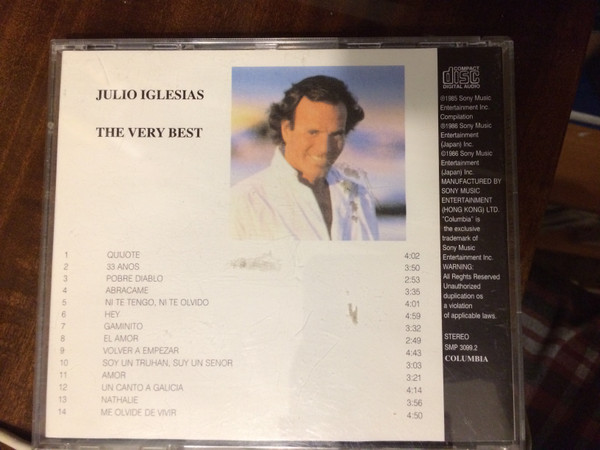 JULIO IGLESIAS
THE VERY BEST
1 QUIJOTE 4:02
2 33 ANOS 3:50
3 POBRE DIABLO 2:53
4 ABRACAME 3:35
5 NI TE TENGO, NI TE OLVIDO 4:01
6 HEY 4:59
7 GAMINITO 3:32
8 EL AMOR 2:49
9 VOLVER A EMPEZAR 4:43
10 SOY UN TRUHAN, SUY UN SENOR 3:03
11 AMOR 3:21
12 UN CANTO A GALICIA 4:14
13 NATHALIE 3:56
14 ME OLVIDE DE VIVIR 4:50
COMPACT
disc
DIGITAL AUDIO
℗1985 Sony Music
Entertainment Inc.
Compilation
℗1986 Sony Music
Entertainment
(Japan) Inc.
©1986 Sony Music
Entertainment
(Japan) Inc.
MANUFACTURED BY
SONY MUSIC
ENTERTAINMENT
(HONG KONG) LTD.
"Columbia" is
the exclusive
trademark of
Sony Music
Entertainment Inc.
WARNING:
All Reghts Reserved
Unauthorized
duplication os
a violation
of applicable laws.
STEREO
SMP 3099.2
COLUMBIA